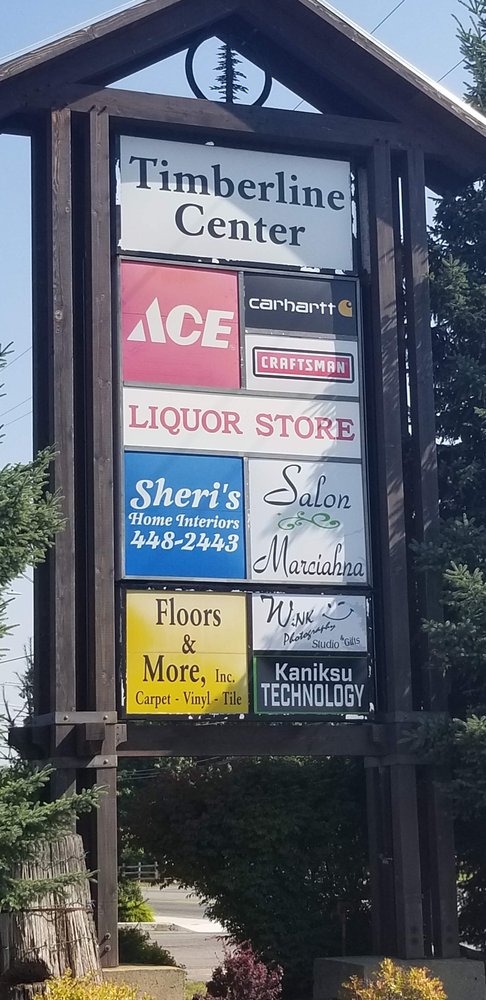 Timberline
Center
ACE
carhartt
CRAFTSMAN
LIQUOR STORE
Sheri's
Home Interiors
448-2443
Salon
Marciahna
Floors
&
More, Inc.
Carpet - Vinyl - Tile
W.NK
Photography
Studio & Gifts
Kaniksu
TECHNOLOGY